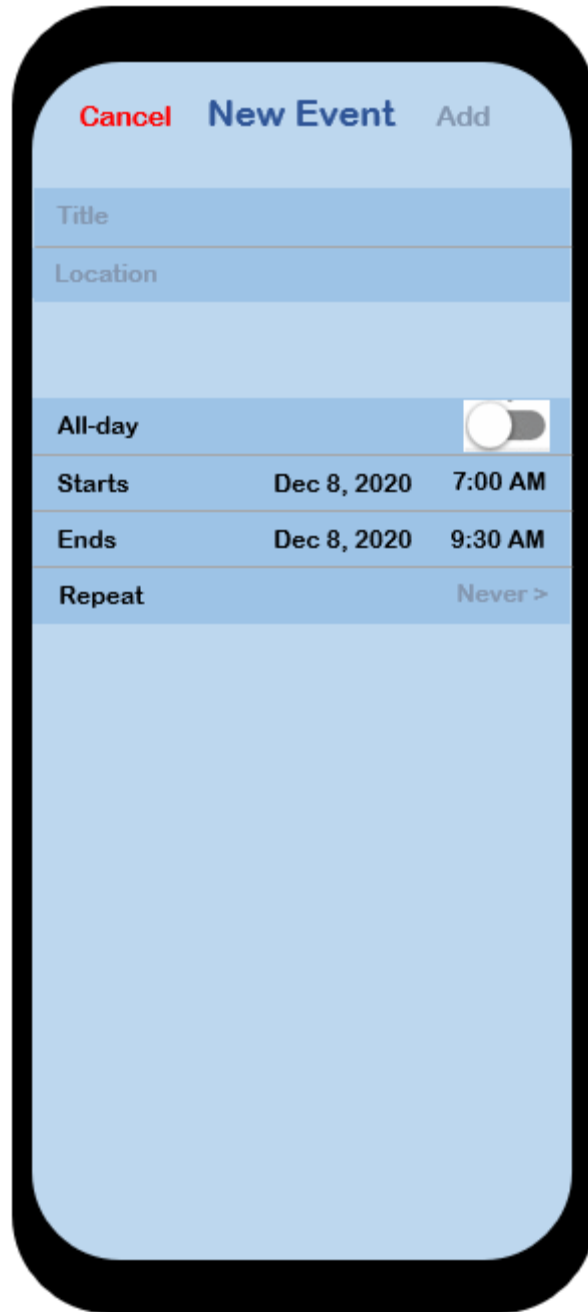 Cancel New Event Add
Title
Location
All-day
Starts Dec 8, 2020 7:00 AM
Ends Dec 8, 2020 9:30 AM
Repeat Never >